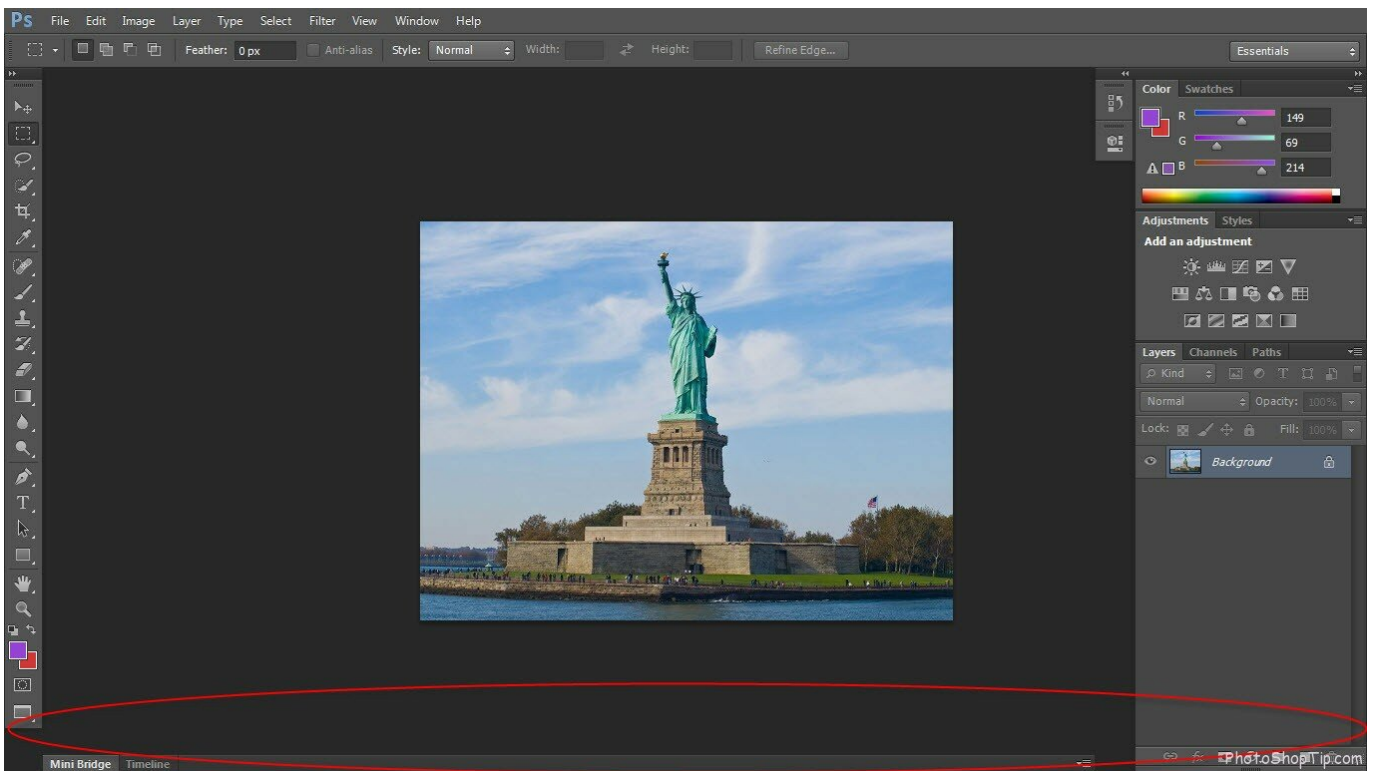 Ps File Edit Image Layer Type Select Filter View Window Help
Feather: 0 px Anti-alias Style: Normal Width: Height: Refine Edge... Essentials
Color Swatches
R 149
G 69
B 214
Adjustments Styles
Add an adjustment
Layers Channels Paths
Kind
Normal Opacity: 100%
Lock: Fill: 100%
Background
T
Mini Bridge Timeline
PhotoShopTip.com